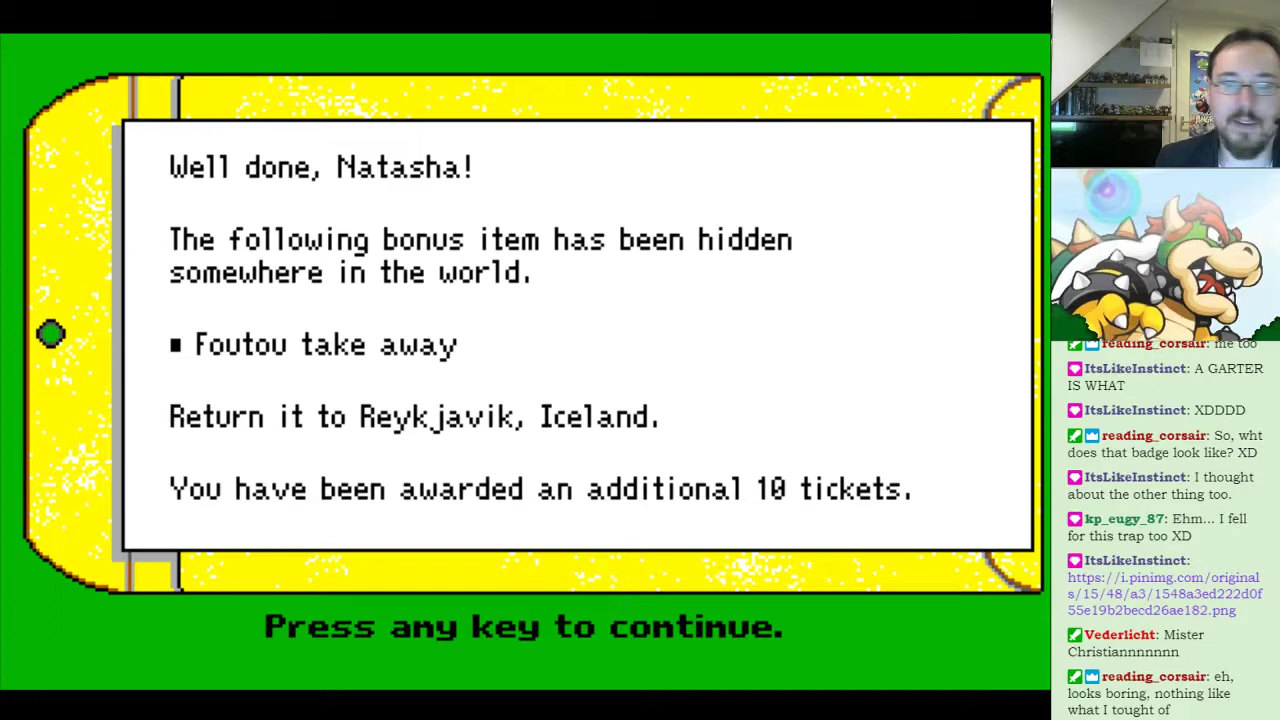 Well done, Natasha!
The following bonus item has been hidden
somewhere in the world.
▪ Foutou take away
Return it to Reykjavik, Iceland.
You have been awarded an additional 10 tickets.
Press any key to continue.
reading_corsair: me too
ItsLikeInstinct: A GARTER
IS WHAT
ItsLikeInstinct: XDDDD
reading_corsair: So, wht
does that badge look like? XD
ItsLikeInstinct: I thought
about the other thing too.
kp_eugy_87: Ehm... I fell
for this trap too XD
ItsLikeInstinct:
https://i.pinimg.com/original
s/15/48/a3/1548a3ed222d0f
55e19b2becd26ae182.png
Vederlicht: Mister
Christiannnnnnn
reading_corsair: eh,
looks boring, nothing like
what I tought of